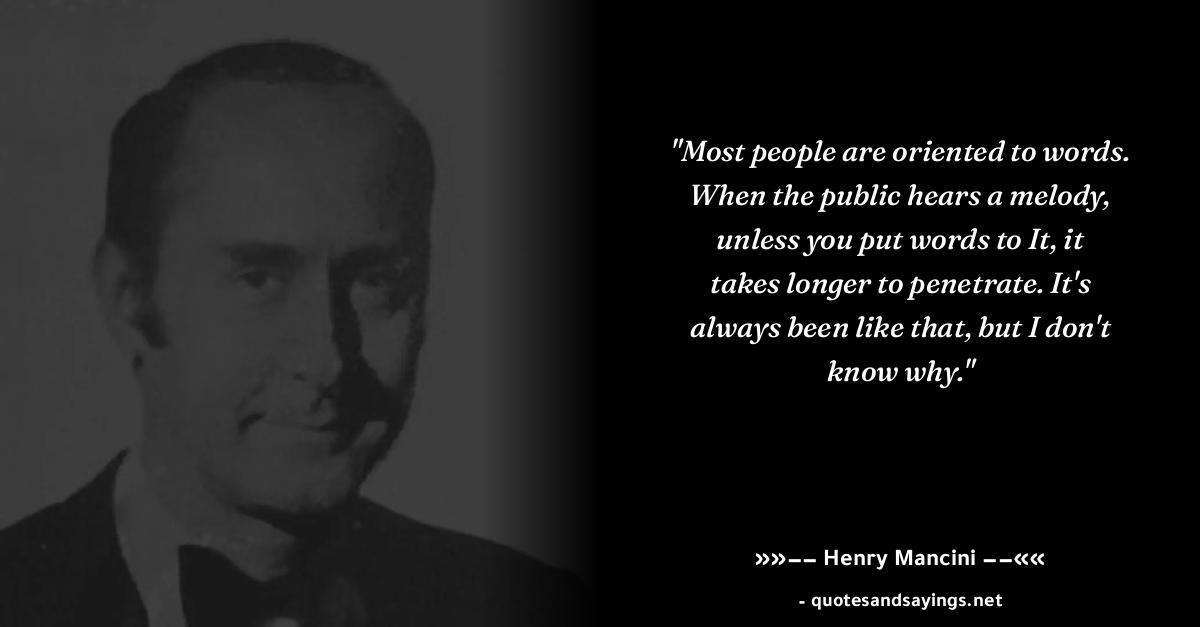 "Most people are oriented to words.
When the public hears a melody,
unless you put words to It, it
takes longer to penetrate. It's
always been like that, but I don't
know why."
»»−− Henry Mancini −−««
- quotesandsayings.net